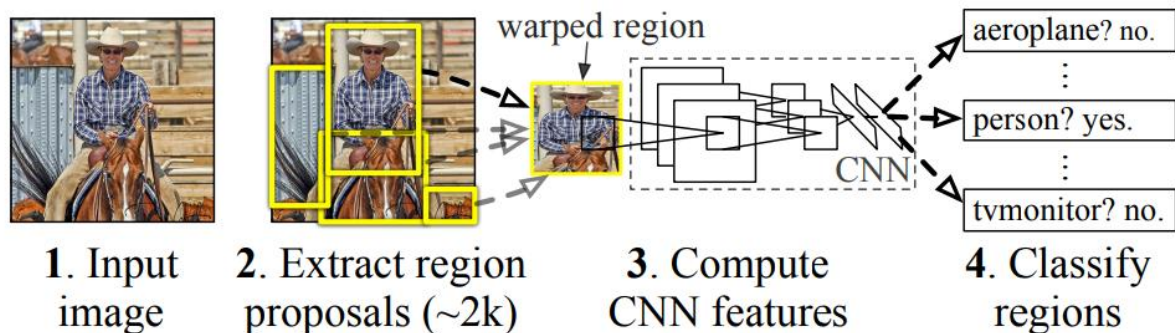 warped region
aeroplane? no.
⋮
person? yes.
⋮
tvmonitor? no.
CNN
1. Input
image
2. Extract region
proposals (~2k)
3. Compute
CNN features
4. Classify
regions